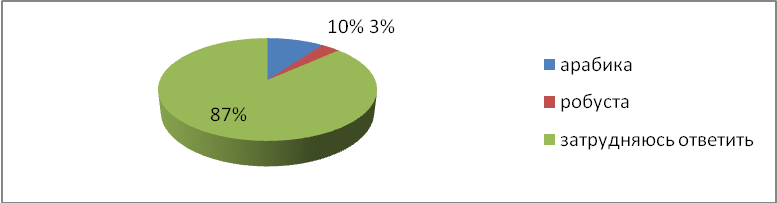 10% 3%
87%
арабика
робуста
затрудняюсь ответить